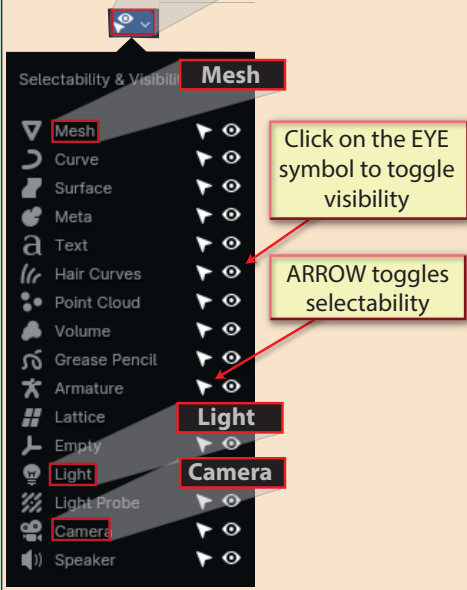 Selectability & Visibili
Mesh
Mesh
Curve
Surface
Meta
Text
Hair Curves
Point Cloud
Volume
Grease Pencil
Armature
Lattice
Light
Empty
Light
Camera
Light Probe
Camera
Speaker
Click on the EYE
symbol to toggle
visibility
ARROW toggles
selectability